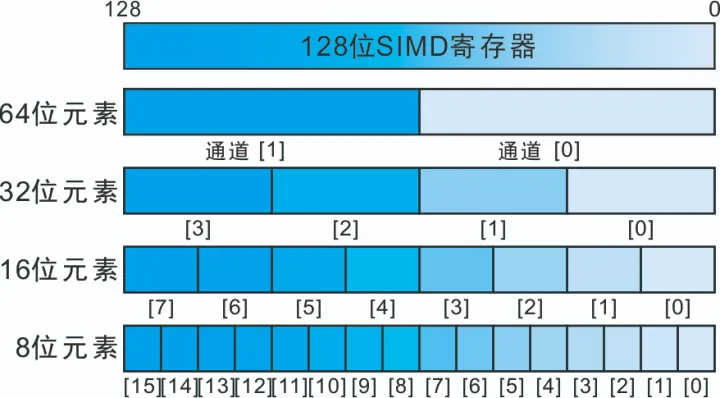 128 0
128位SIMD寄存器
64位元素
通道 [1] 通道 [0]
32位元素
[3] [2] [1] [0]
16位元素
[7] [6] [5] [4] [3] [2] [1] [0]
8位元素
[15][14][13][12][11][10] [9] [8] [7] [6] [5] [4] [3] [2] [1] [0]